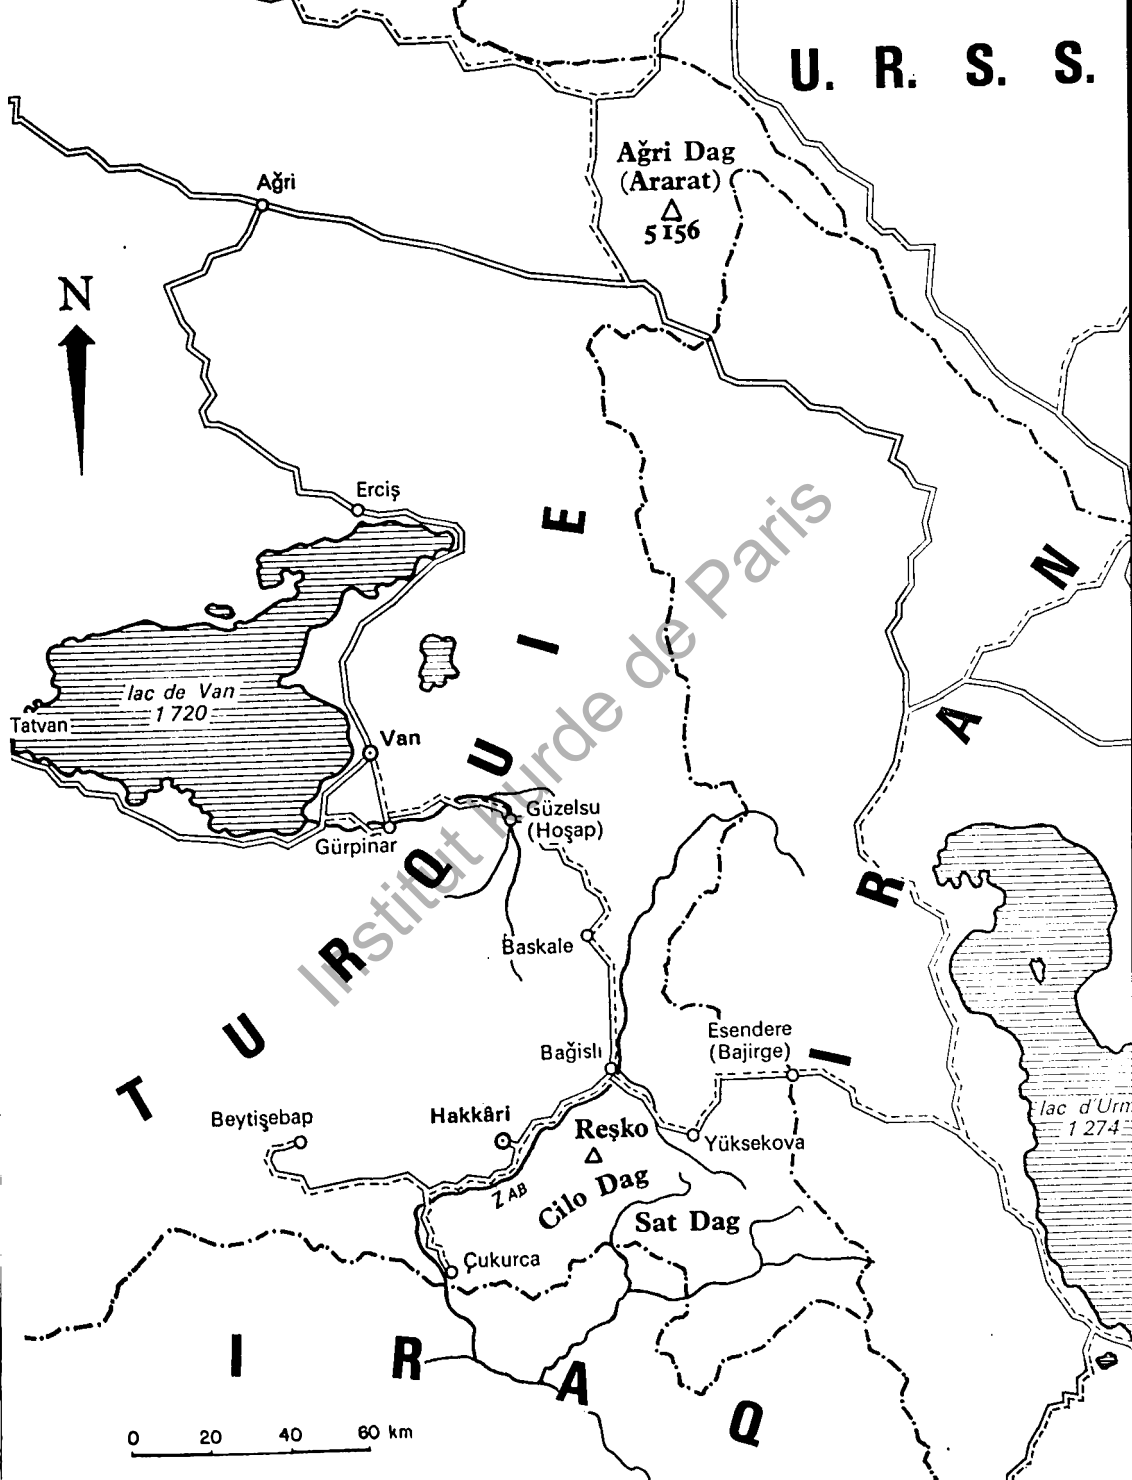 U. R. S. S.
Ağri Dag
(Ararat)
5156
Ağri
N
Erciş
TURQUIE
IRAN
lac de Van
1720
Tatvan
Van
Güzelsu
(Hoşap)
Gürpinar
Baskale
Esendere
(Bajirge)
Bağişlı
Beytişebap
Hakkâri
Reşko
Yüksekova
lac d'Urm
1274
ZAB
Cilo Dag
Sat Dag
Çukurca
IRAQ
0 20 40 60 km
Institut kurde de Paris